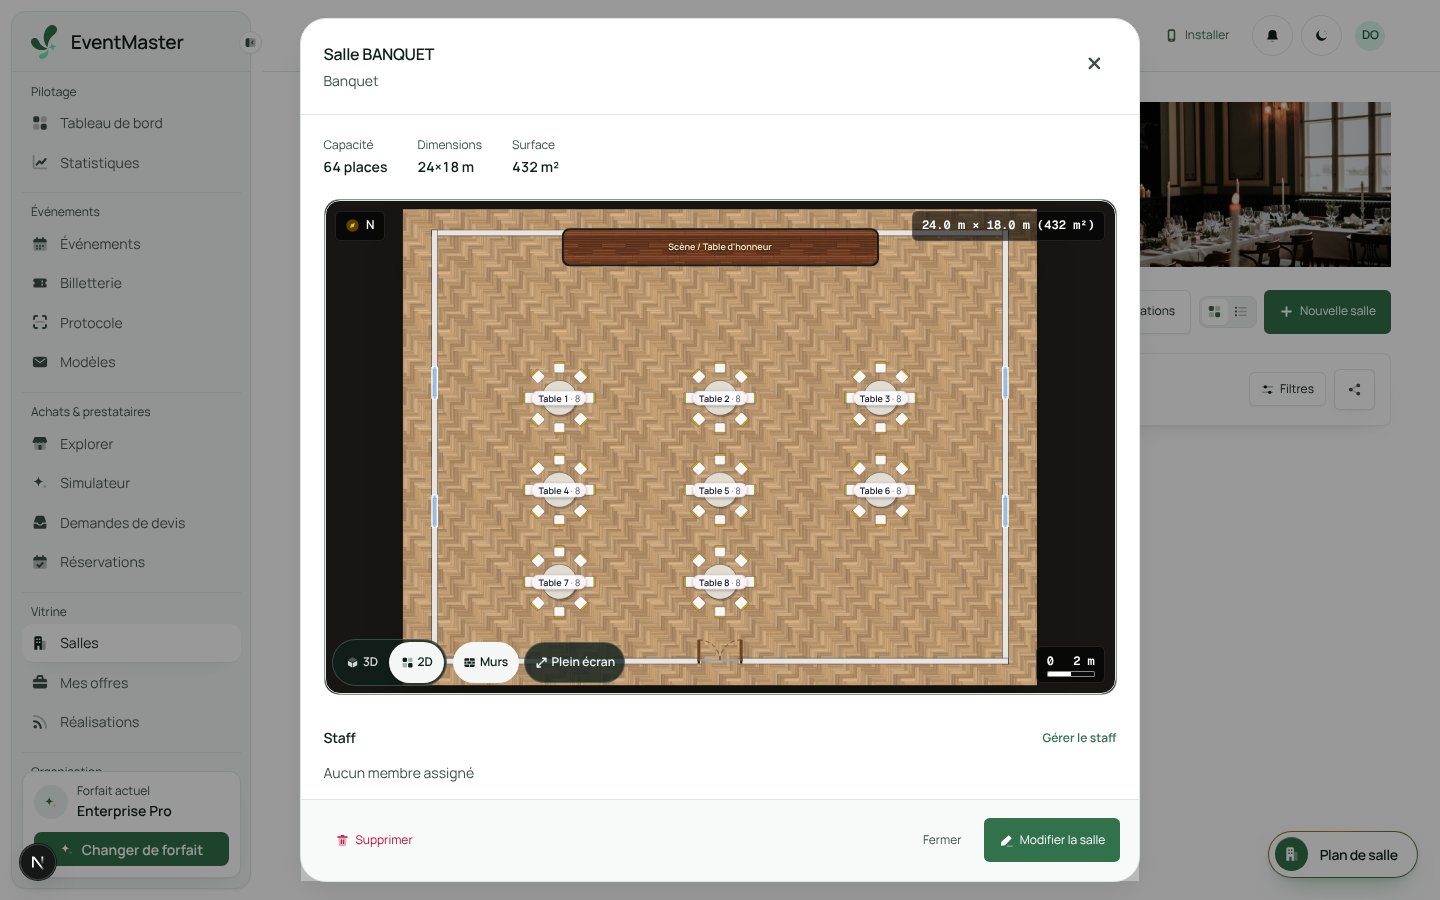 EventMaster
Pilotage
Tableau de bord
Statistiques
Événements
Événements
Billetterie
Protocole
Modèles
Achats & prestataires
Explorer
Simulateur
Demandes de devis
Réservations
Vitrine
Salles
Mes offres
Réalisations
Organisation
Forfait actuel
Enterprise Pro
Changer de forfait
N
Installer
DO
ations
Nouvelle salle
Filtres
Salle BANQUET
Banquet
Capacité
64 places
Dimensions
24×18 m
Surface
432 m²
N
24.0 m × 18.0 m (432 m²)
Scène / Table d'honneur
Table 1 · 8
Table 2 · 8
Table 3 · 8
Table 4 · 8
Table 5 · 8
Table 6 · 8
Table 7 · 8
Table 8 · 8
3D
2D
Murs
Plein écran
0 2 m
Staff
Gérer le staff
Aucun membre assigné
Supprimer
Fermer
Modifier la salle
Plan de salle